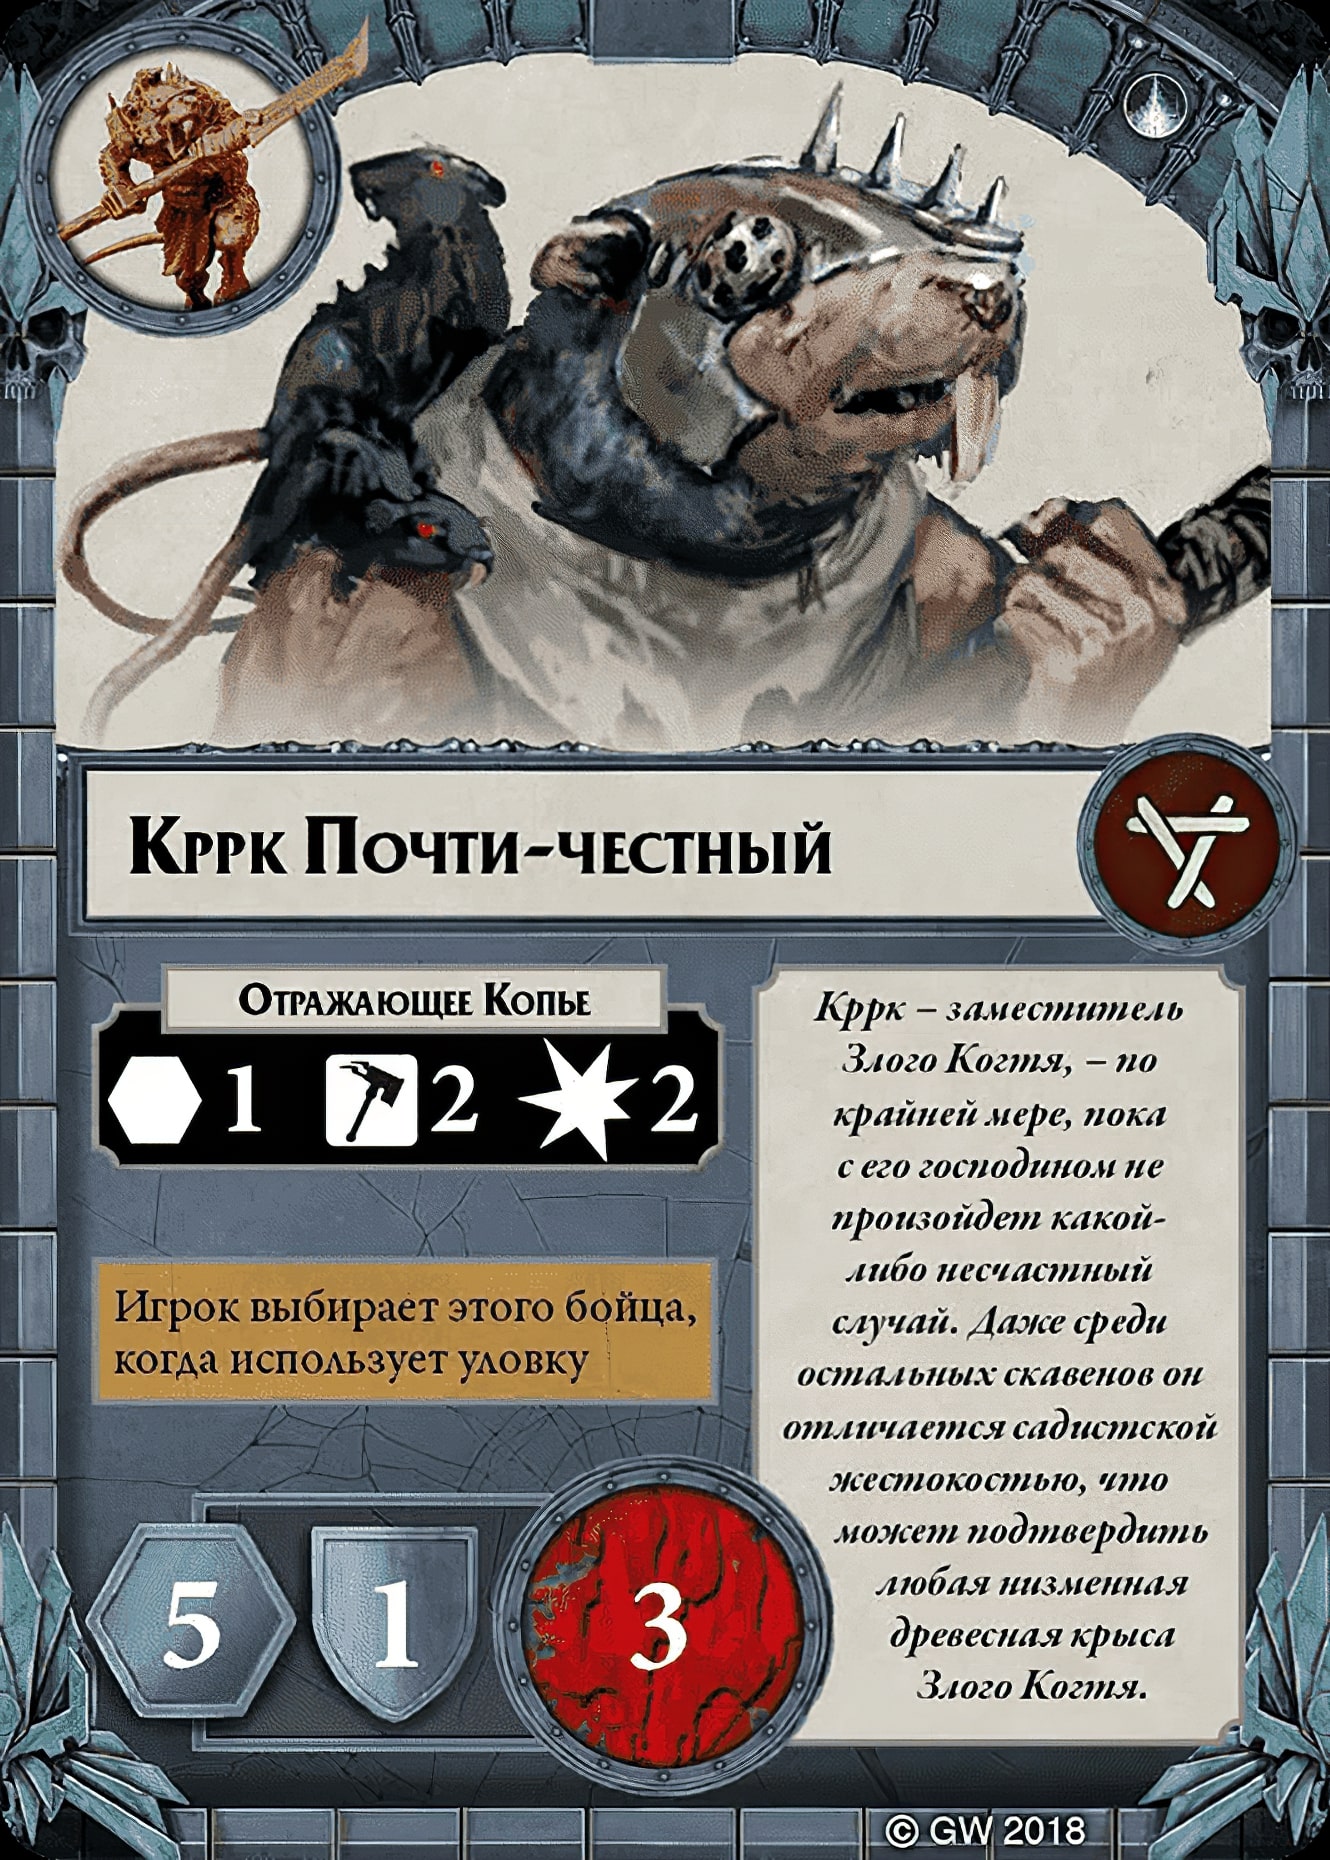 Кррк Почти-честный
Отражающее Копье
1 2 2
Игрок выбирает этого бойца,
когда использует уловку
5 1 3
Кррк – заместитель
Злого Когтя, – по
крайней мере, пока
с его господином не
произойдет какой-
либо несчастный
случай. Даже среди
остальных скавенов он
отличается садистской
жестокостью, что
может подтвердить
любая низменная
древесная крыса
Злого Когтя.
© GW 2018